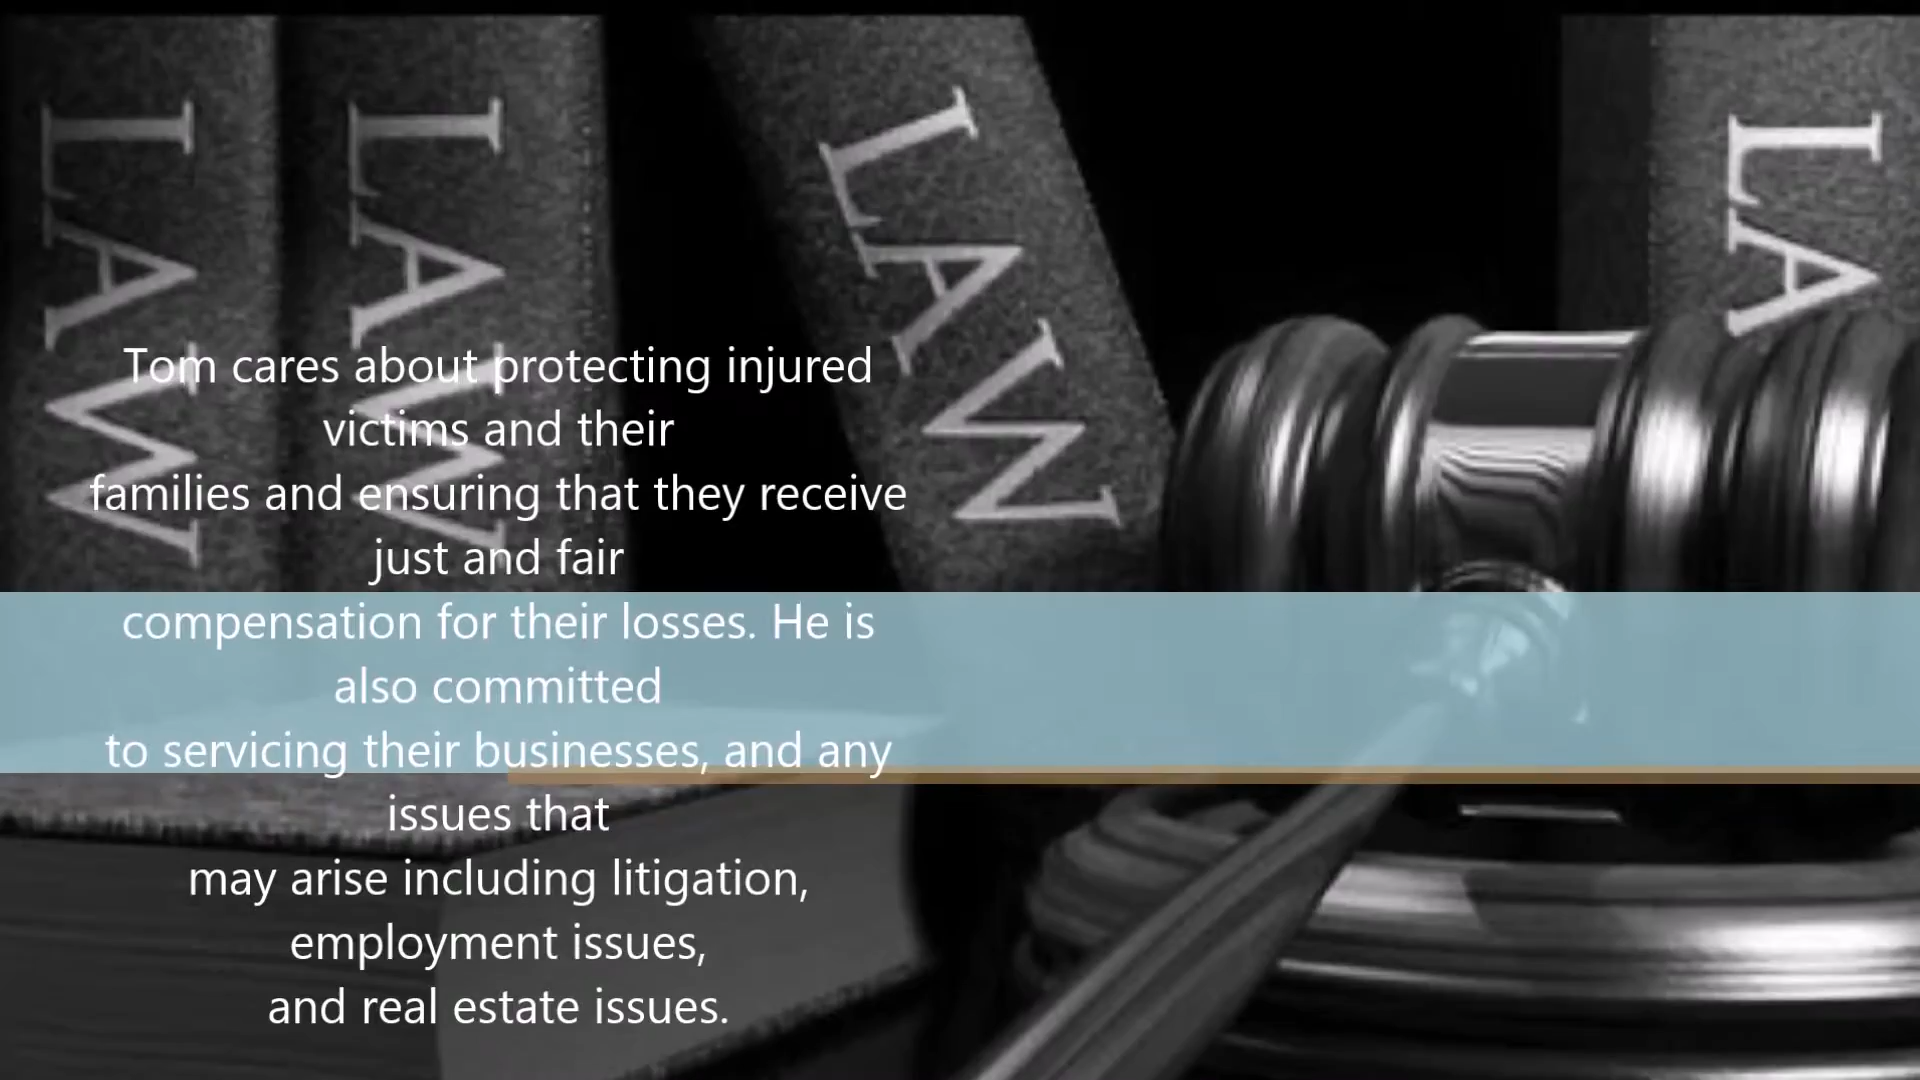 LAW
LAW
LAW
LA
Tom cares about protecting injured
victims and their
families and ensuring that they receive
just and fair
compensation for their losses. He is
also committed
to servicing their businesses, and any
issues that
may arise including litigation,
employment issues,
and real estate issues.